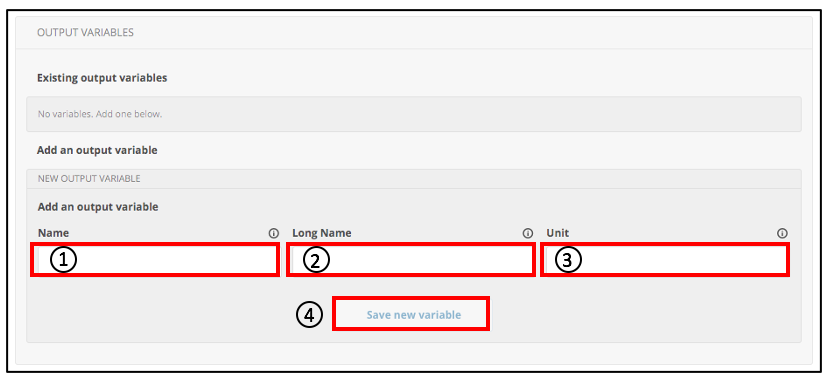 OUTPUT VARIABLES
Existing output variables
No variables. Add one below.
Add an output variable
NEW OUTPUT VARIABLE
Add an output variable
Name Long Name Unit
1 2 3
4 Save new variable